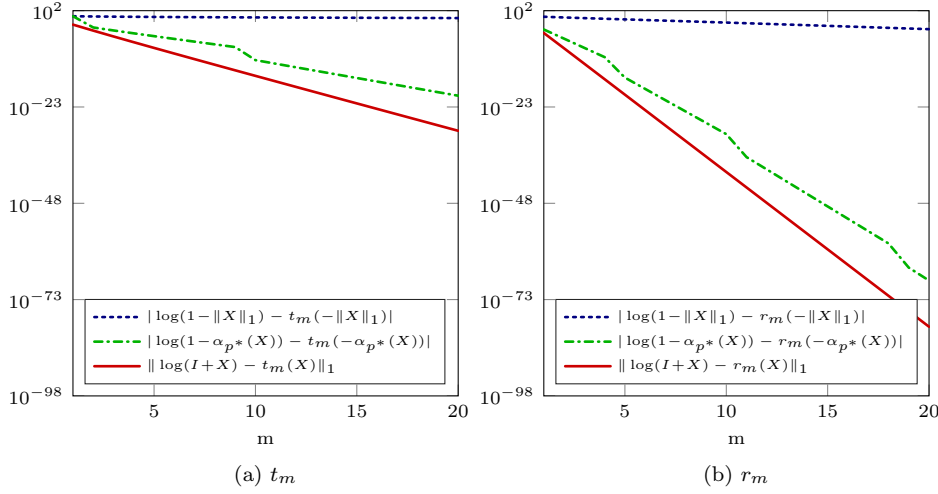 10^2
10^−23
10^−48
10^−73
10^−98
5
10
15
20
m
| log(1−‖X‖_1) − t_m(−‖X‖_1)|
| log(1−α_{p*}(X)) − t_m(−α_{p*}(X))|
‖ log(I+X) − t_m(X)‖_1
(a) t_m
10^2
10^−23
10^−48
10^−73
10^−98
5
10
15
20
m
| log(1−‖X‖_1) − r_m(−‖X‖_1)|
| log(1−α_{p*}(X)) − r_m(−α_{p*}(X))|
‖ log(I+X) − r_m(X)‖_1
(b) r_m